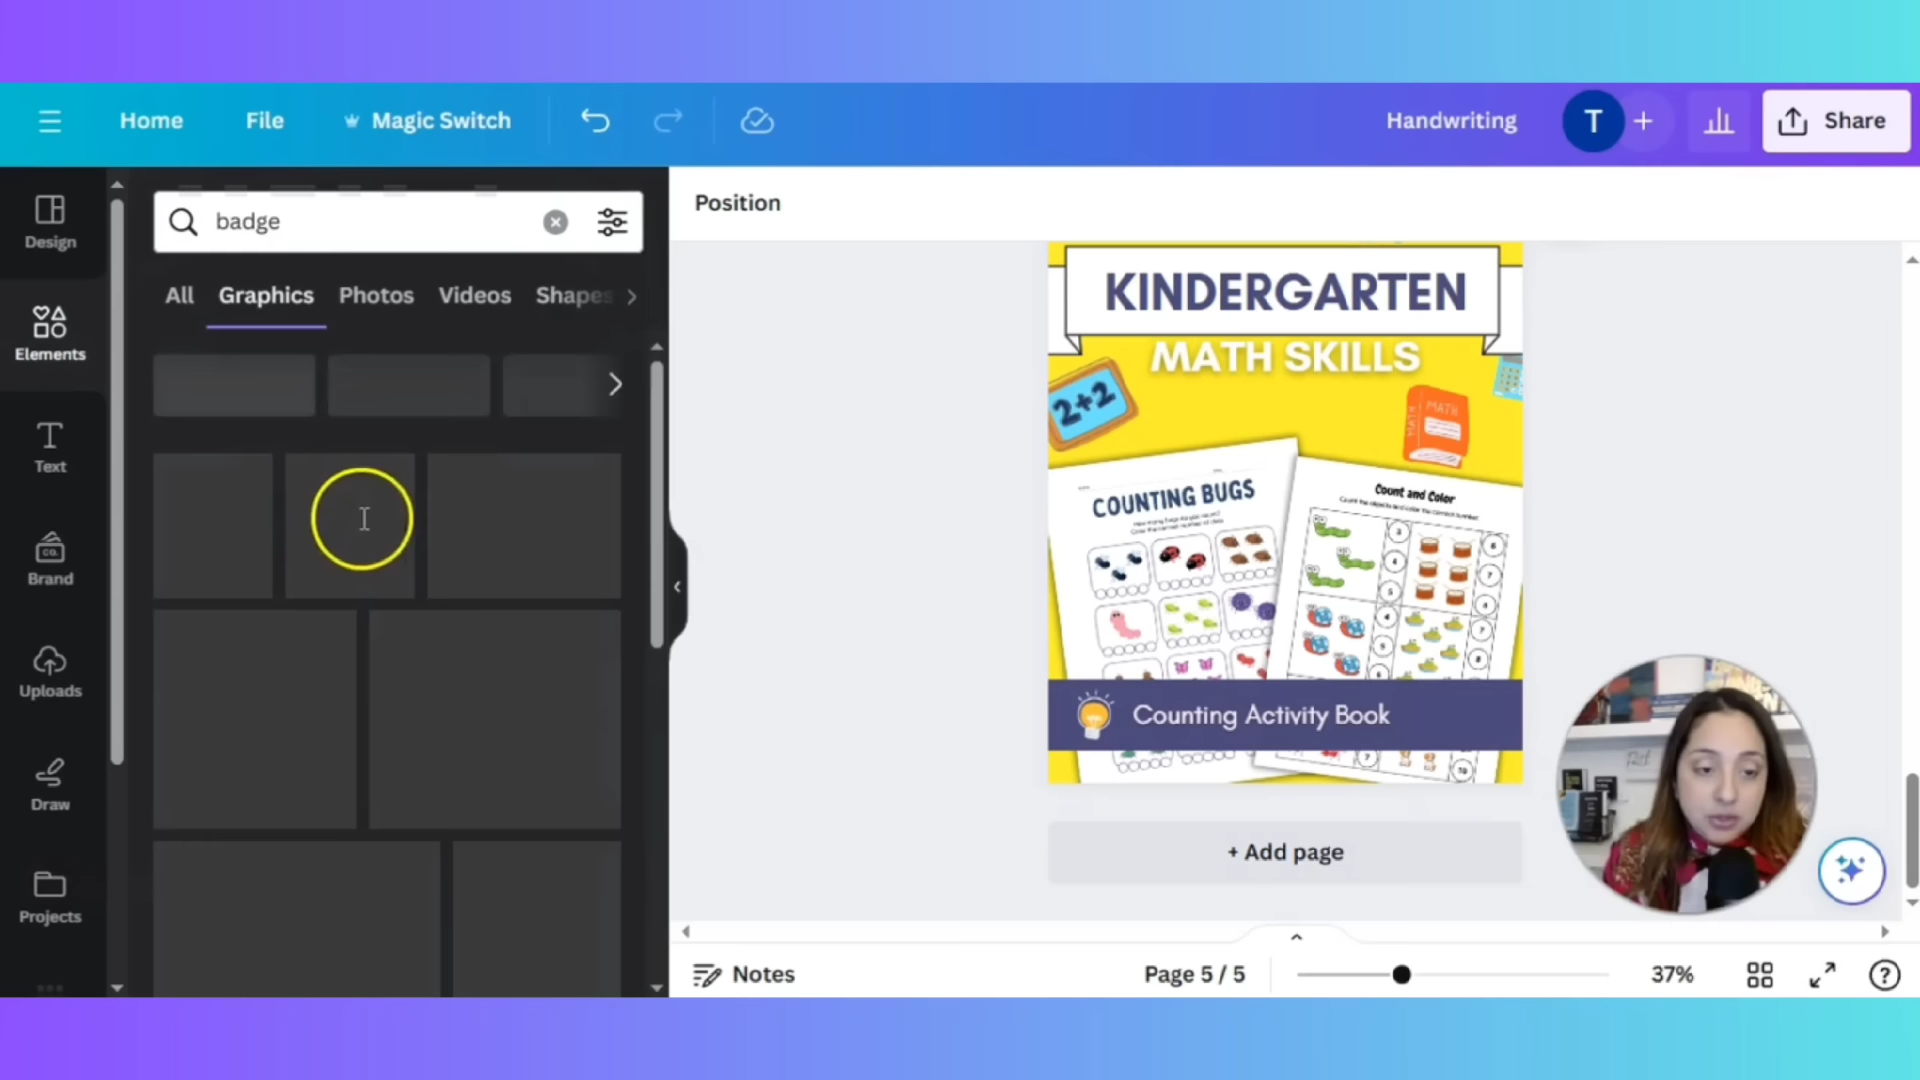 Home
File
Magic Switch
Handwriting
T
Share
Design
Elements
Text
CO.
Brand
Uploads
Draw
Projects
badge
All
Graphics
Photos
Videos
Shapes
Position
KINDERGARTEN
MATH SKILLS
2+2
MATH
MATH
COUNTING BUGS
Count and Color
Counting Activity Book
+ Add page
Notes
Page 5 / 5
37%